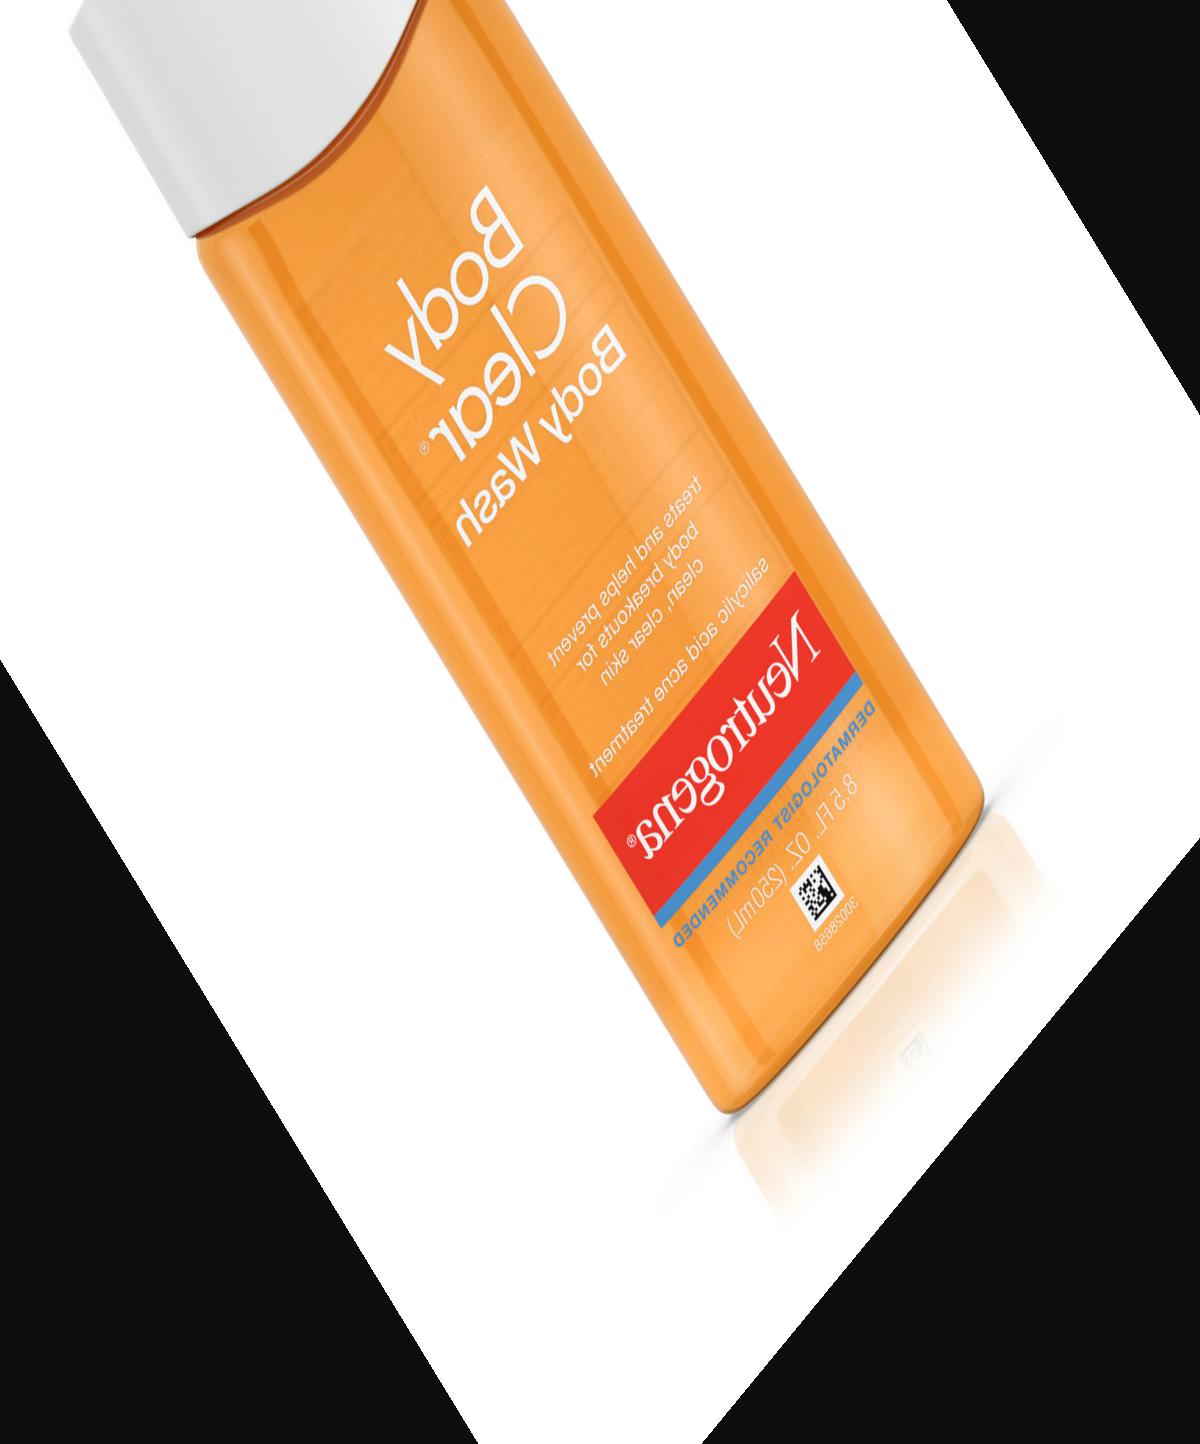 Body
Clear®
Body Wash
treats and helps prevent
body breakouts for
clean, clear skin
salicylic acid acne treatment
Neutrogena®
DERMATOLOGIST RECOMMENDED
8.5 FL. OZ. (250mL)
30028658